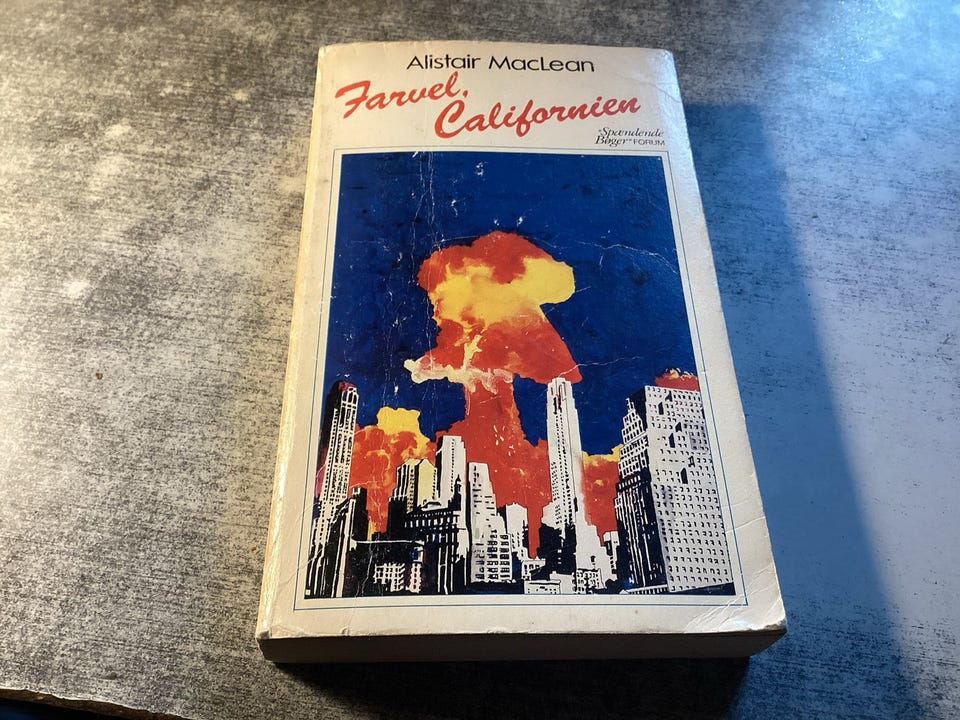 Alistair MacLean
Farvel,
Californien
"Spændende
Bøger" FORUM